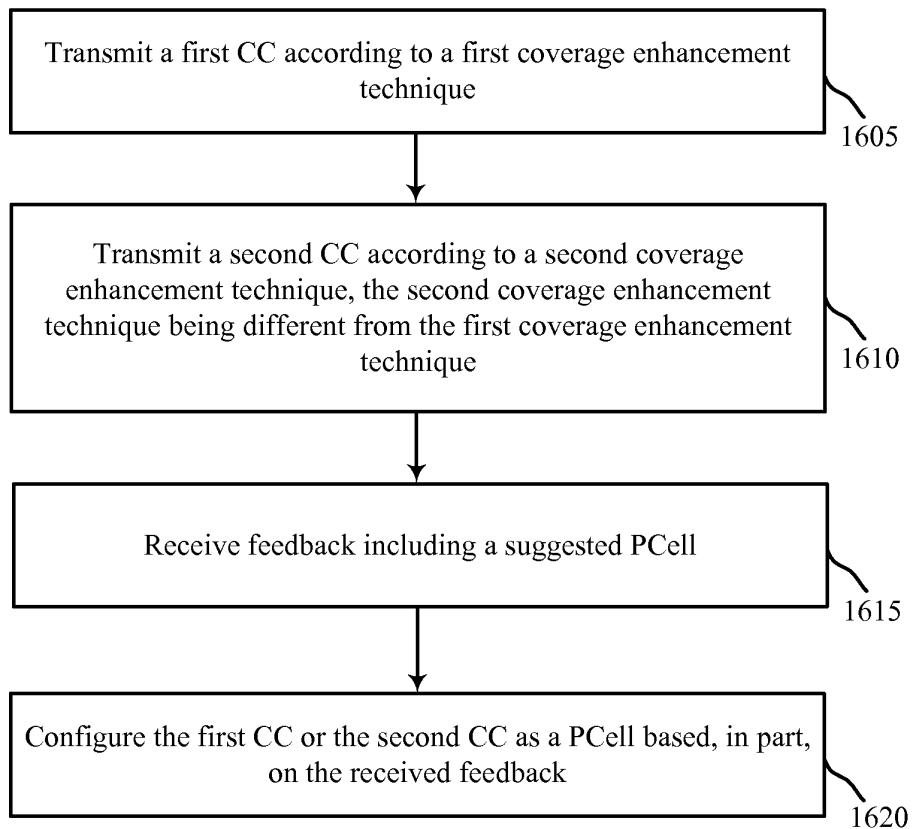 Transmit a first CC according to a first coverage enhancement
technique
1605
Transmit a second CC according to a second coverage
enhancement technique, the second coverage enhancement
technique being different from the first coverage enhancement
technique
1610
Receive feedback including a suggested PCell
1615
Configure the first CC or the second CC as a PCell based, in part,
on the received feedback
1620